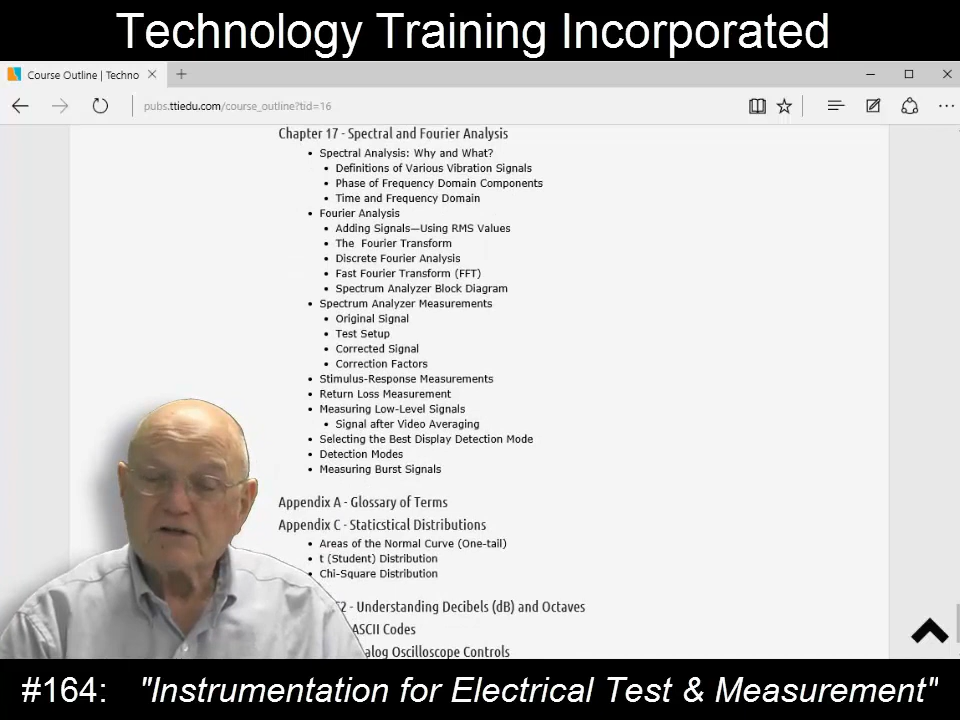 Technology Training Incorporated
Course Outline | Techno
pubs.ttiedu.com/course_outline?tid=16
Chapter 17 - Spectral and Fourier Analysis
• Spectral Analysis: Why and What?
• Definitions of Various Vibration Signals
• Phase of Frequency Domain Components
• Time and Frequency Domain
• Fourier Analysis
• Adding Signals—Using RMS Values
• The Fourier Transform
• Discrete Fourier Analysis
• Fast Fourier Transform (FFT)
• Spectrum Analyzer Block Diagram
• Spectrum Analyzer Measurements
• Original Signal
• Test Setup
• Corrected Signal
• Correction Factors
• Stimulus-Response Measurements
• Return Loss Measurement
• Measuring Low-Level Signals
• Signal after Video Averaging
• Selecting the Best Display Detection Mode
• Detection Modes
• Measuring Burst Signals
Appendix A - Glossary of Terms
Appendix C - Staticstical Distributions
• Areas of the Normal Curve (One-tail)
• t (Student) Distribution
• Chi-Square Distribution
C2 - Understanding Decibels (dB) and Octaves
ASCII Codes
Oscilloscope Controls
#164: "Instrumentation for Electrical Test & Measurement"